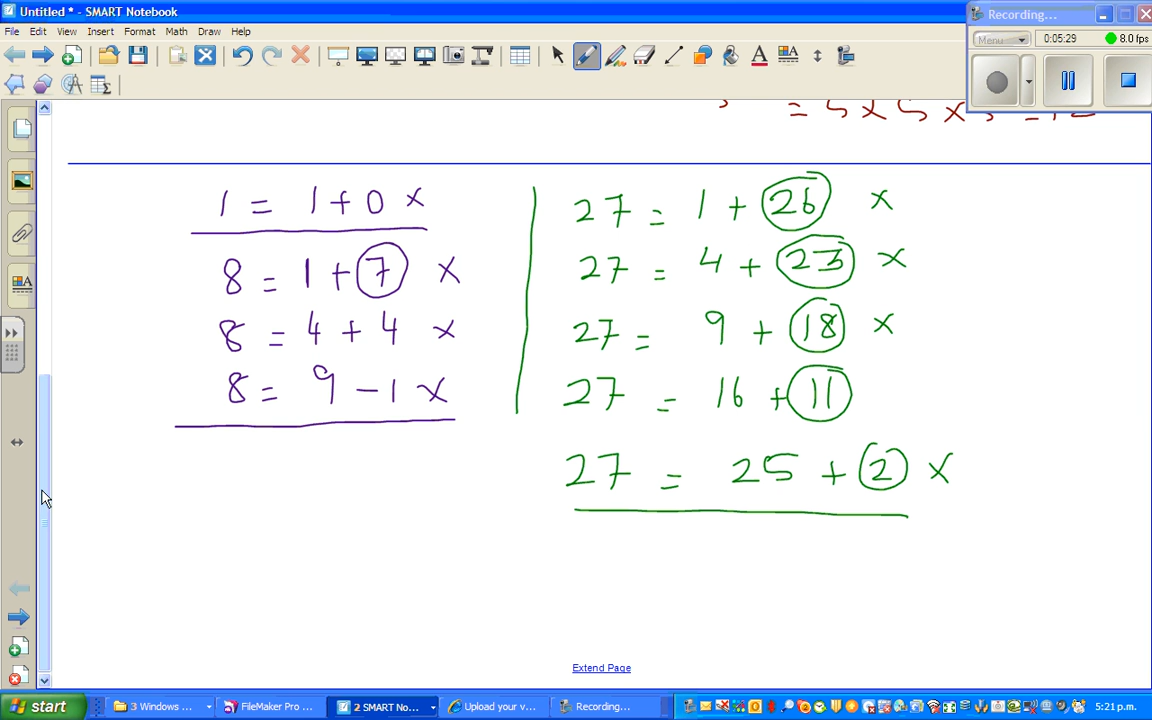 Untitled * - SMART Notebook
File Edit View Insert Format Math Draw Help
Recording...
Menu 0:05:29 8.0 fps
= 5 x 5 x
1 = 1 + 0 x
8 = 1 + 7 x
8 = 4 + 4 x
8 = 9 - 1 x
27 = 1 + 26 x
27 = 4 + 23 x
27 = 9 + 18 x
27 = 16 + 11
27 = 25 + 2 x
Extend Page
start 3 Windows ... FileMaker Pro ... 2 SMART No... Upload your v... Recording... 5:21 p.m.